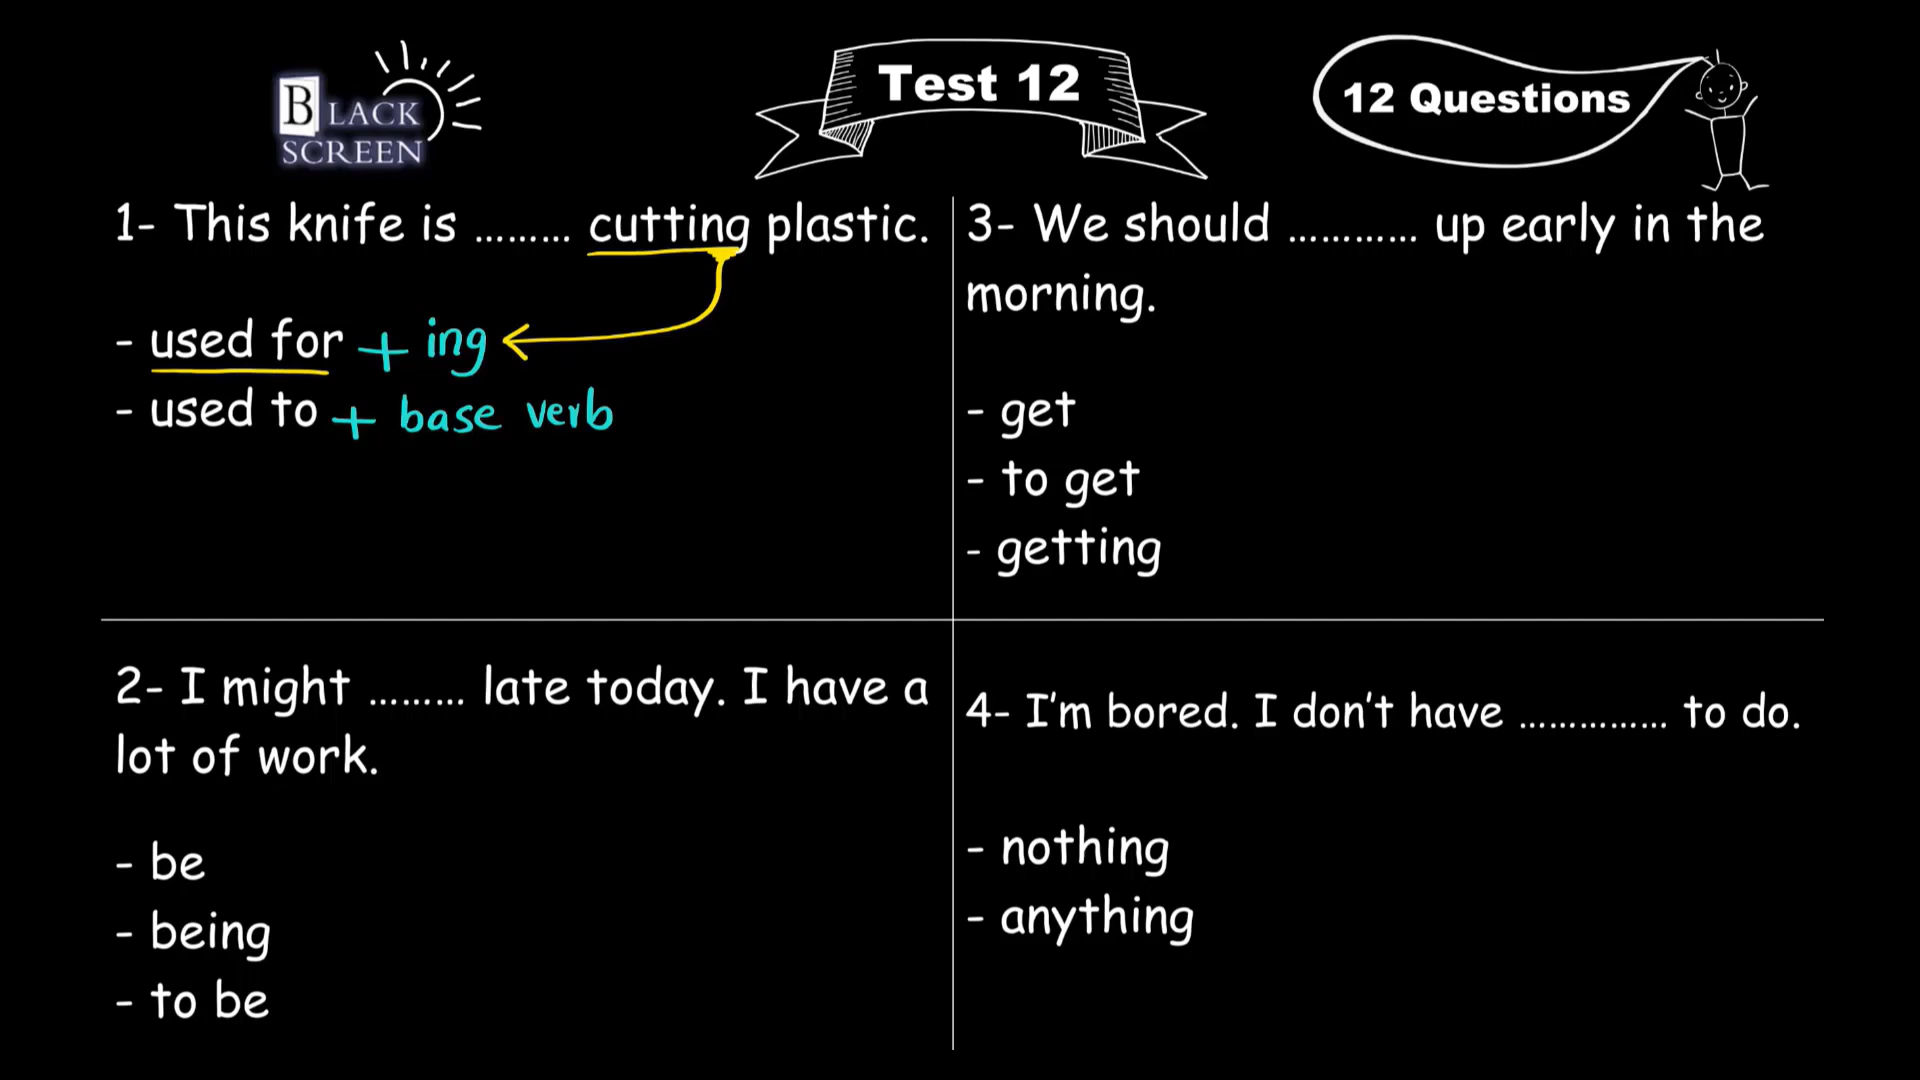 BLACK
SCREEN
Test 12
12 Questions
1- This knife is ......... cutting plastic.
- used for + ing
- used to + base verb
2- I might ......... late today. I have a
lot of work.
- be
- being
- to be
3- We should ............. up early in the
morning.
- get
- to get
- getting
4- I'm bored. I don't have ............... to do.
- nothing
- anything